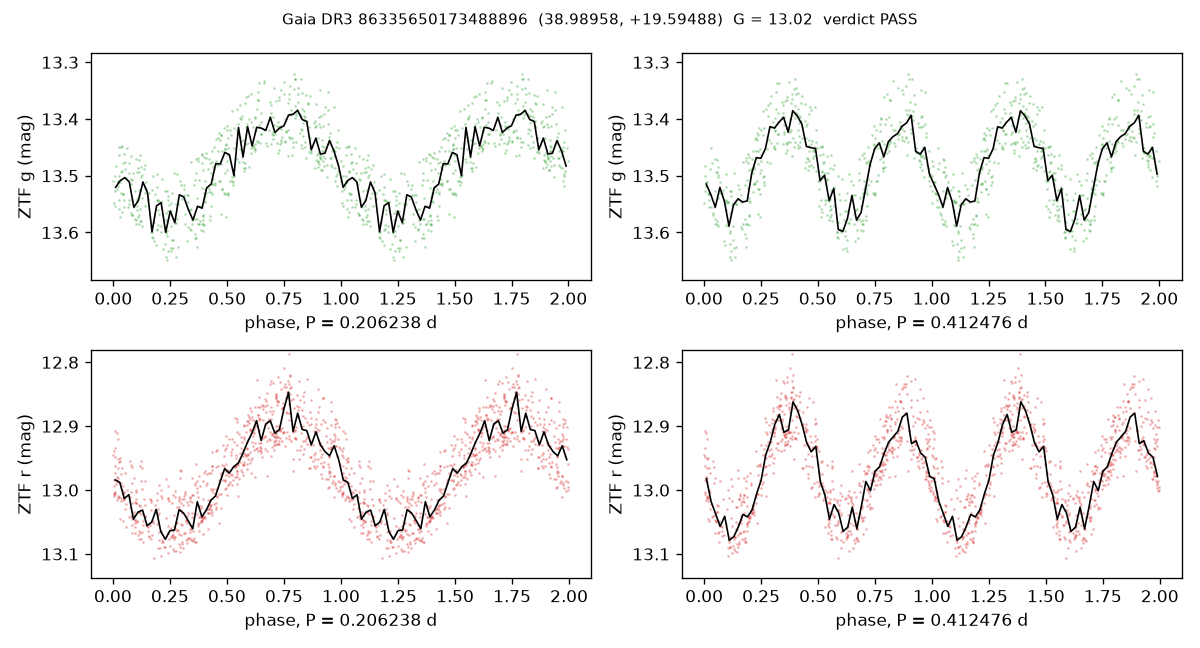 Gaia DR3 86335650173488896  (38.98958, +19.59488)  G = 13.02  verdict PASS
ZTF g (mag)
13.3
13.4
13.5
13.6
0.00 0.25 0.50 0.75 1.00 1.25 1.50 1.75 2.00
phase, P = 0.206238 d
ZTF g (mag)
13.3
13.4
13.5
13.6
0.00 0.25 0.50 0.75 1.00 1.25 1.50 1.75 2.00
phase, P = 0.412476 d
ZTF r (mag)
12.8
12.9
13.0
13.1
0.00 0.25 0.50 0.75 1.00 1.25 1.50 1.75 2.00
phase, P = 0.206238 d
ZTF r (mag)
12.8
12.9
13.0
13.1
0.00 0.25 0.50 0.75 1.00 1.25 1.50 1.75 2.00
phase, P = 0.412476 d